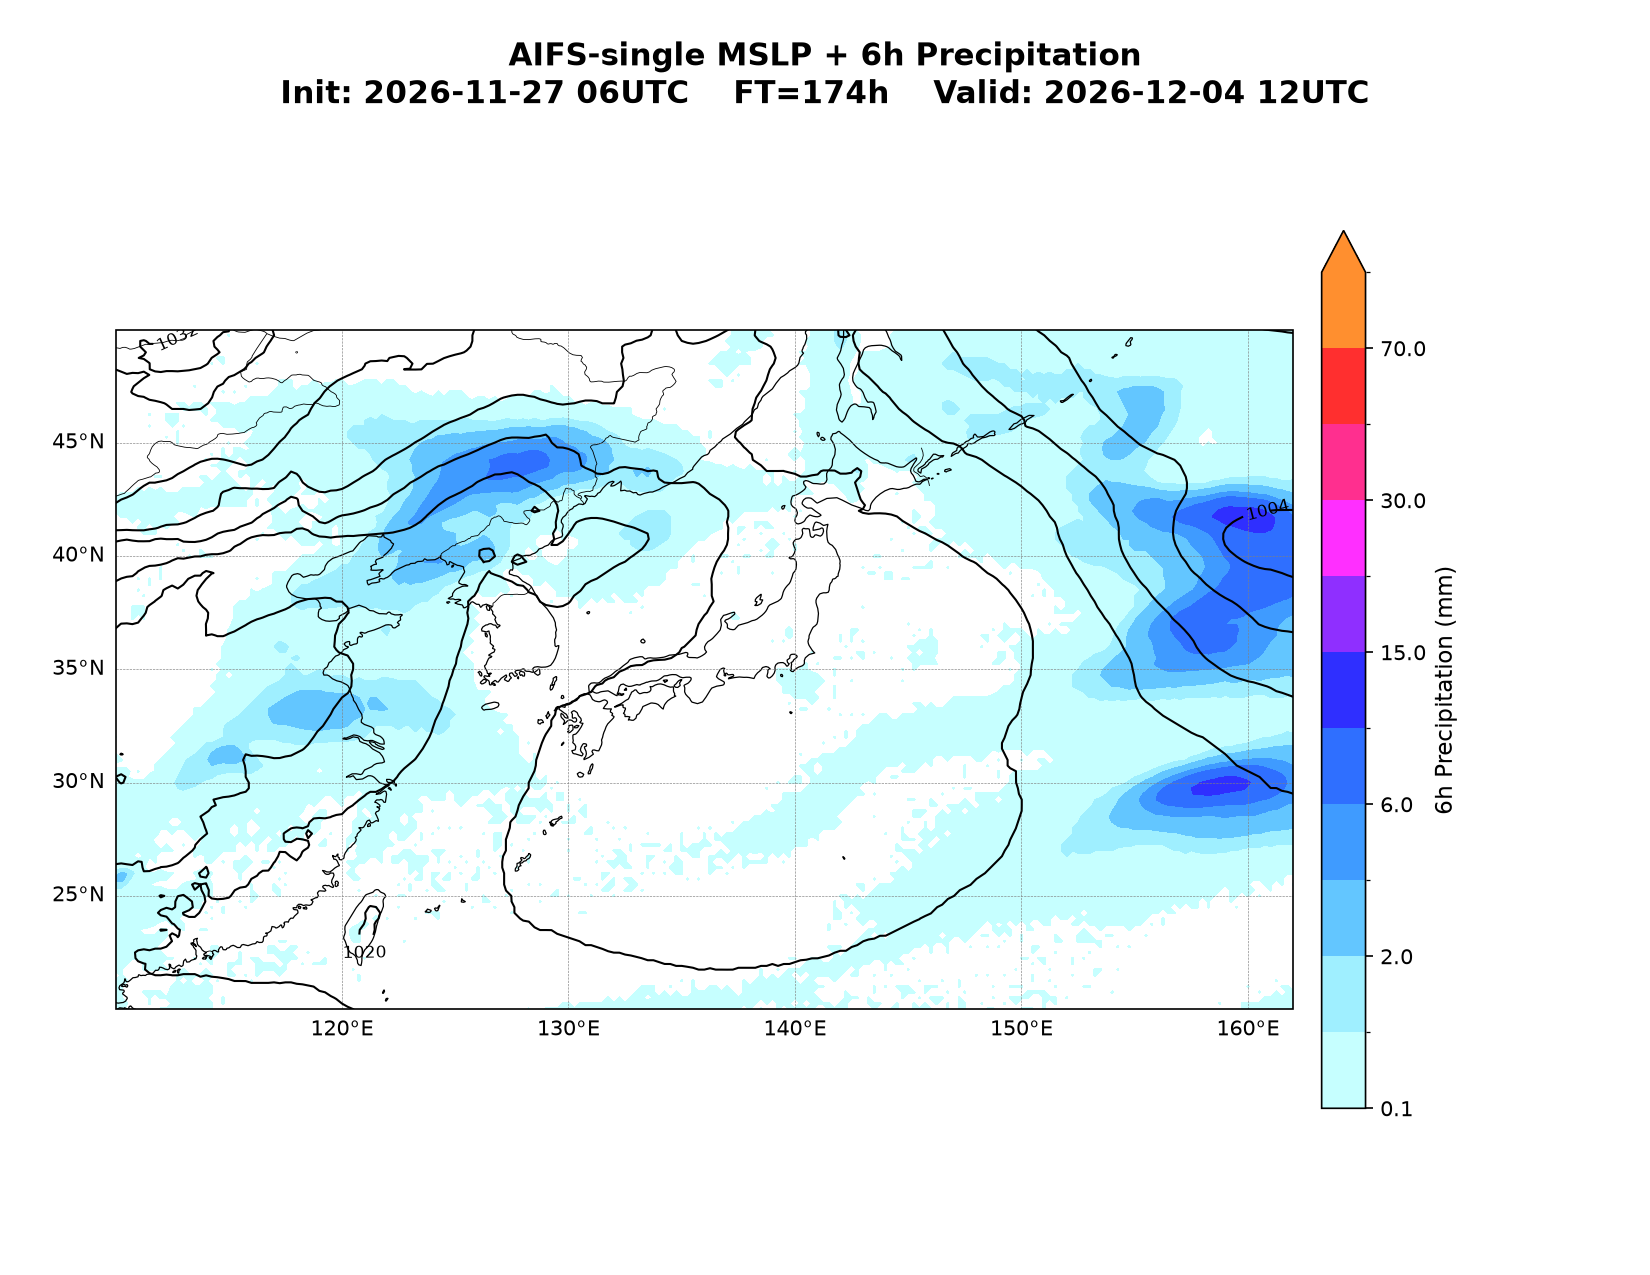 AIFS-single MSLP + 6h Precipitation
Init: 2026-11-27 06UTC    FT=174h    Valid: 2026-12-04 12UTC
1032
1004
1020
45°N
40°N
35°N
30°N
25°N
120°E
130°E
140°E
150°E
160°E
70.0
30.0
15.0
6.0
2.0
0.1
6h Precipitation (mm)